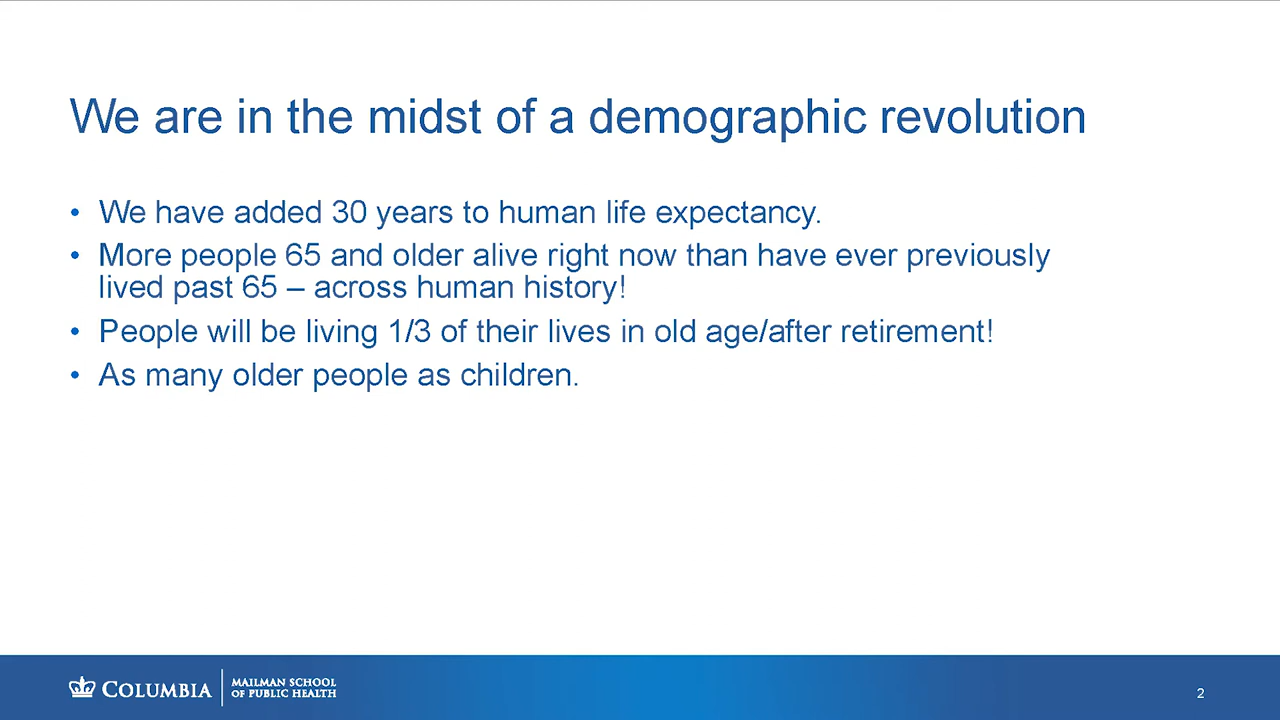 We are in the midst of a demographic revolution
• We have added 30 years to human life expectancy.
• More people 65 and older alive right now than have ever previously
lived past 65 – across human history!
• People will be living 1/3 of their lives in old age/after retirement!
• As many older people as children.
COLUMBIA
MAILMAN SCHOOL
OF PUBLIC HEALTH
2